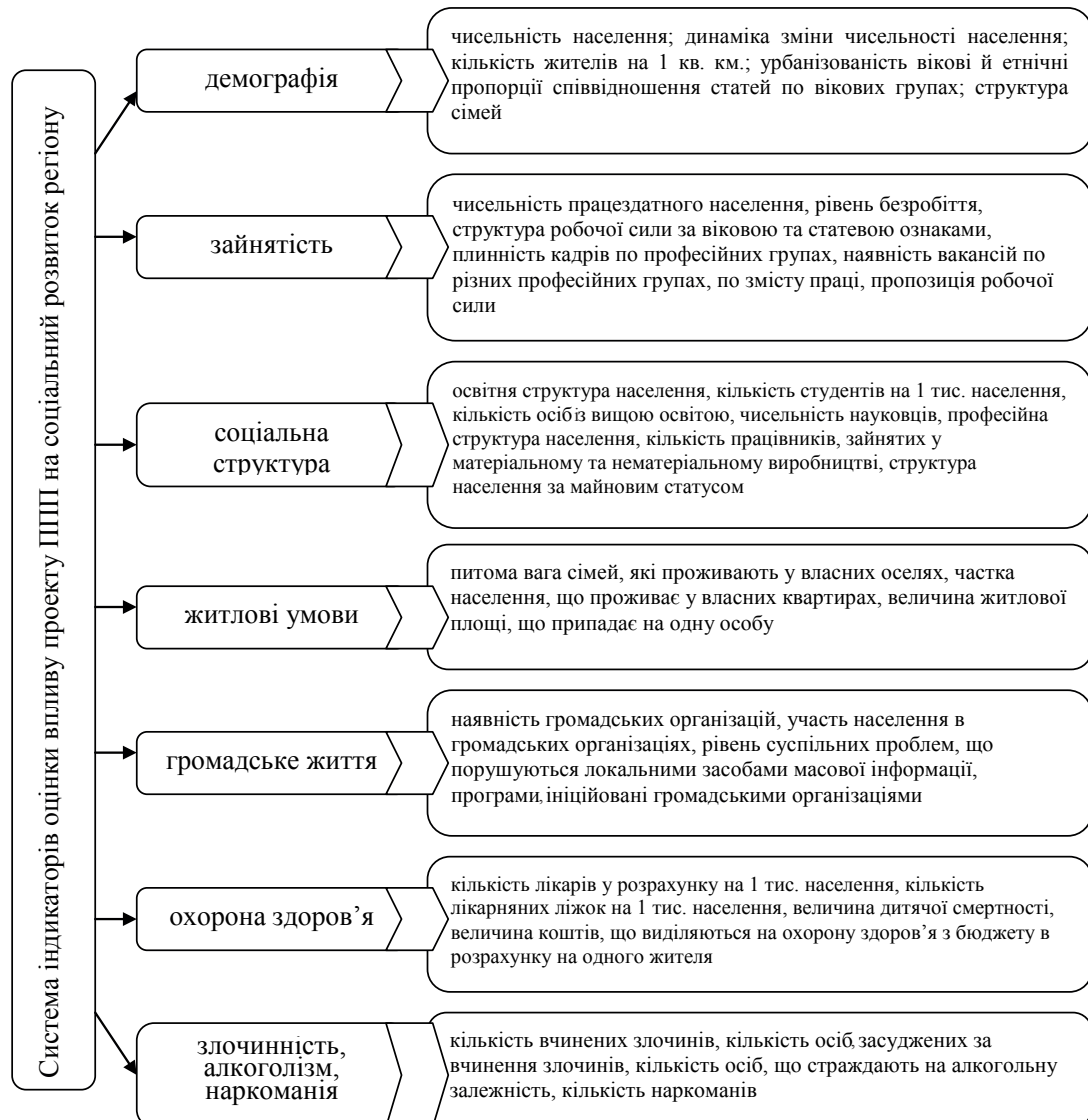 Система індикаторів оцінки впливу проекту ППП на соціальний розвиток регіону
демографія
чисельність населення; динаміка зміни чисельності населення;
кількість жителів на 1 кв. км.; урбанізованість вікові й етнічні
пропорції співвідношення статей по вікових групах; структура
сімей
зайнятість
чисельність працездатного населення, рівень безробіття,
структура робочої сили за віковою та статевою ознаками,
плинність кадрів по професійних групах, наявність вакансій по
різних професійних групах, по змісту праці, пропозиція робочої
сили
соціальна
структура
освітня структура населення, кількість студентів на 1 тис. населення,
кількість осіб із вищою освітою, чисельність науковців, професійна
структура населення, кількість працівників, зайнятих у
матеріальному та нематеріальному виробництві, структура
населення за майновим статусом
житлові умови
питома вага сімей, які проживають у власних оселях, частка
населення, що проживає у власних квартирах, величина житлової
площі, що припадає на одну особу
громадське життя
наявність громадських організацій, участь населення в
громадських організаціях, рівень суспільних проблем, що
порушуються локальними засобами масової інформації,
програми, ініційовані громадськими організаціями
охорона здоров’я
кількість лікарів у розрахунку на 1 тис. населення, кількість
лікарняних ліжок на 1 тис. населення, величина дитячої смертності,
величина коштів, що виділяються на охорону здоров’я з бюджету в
розрахунку на одного жителя
злочинність,
алкоголізм,
наркоманія
кількість вчинених злочинів, кількість осіб, засуджених за
вчинення злочинів, кількість осіб, що страждають на алкогольну
залежність, кількість наркоманів